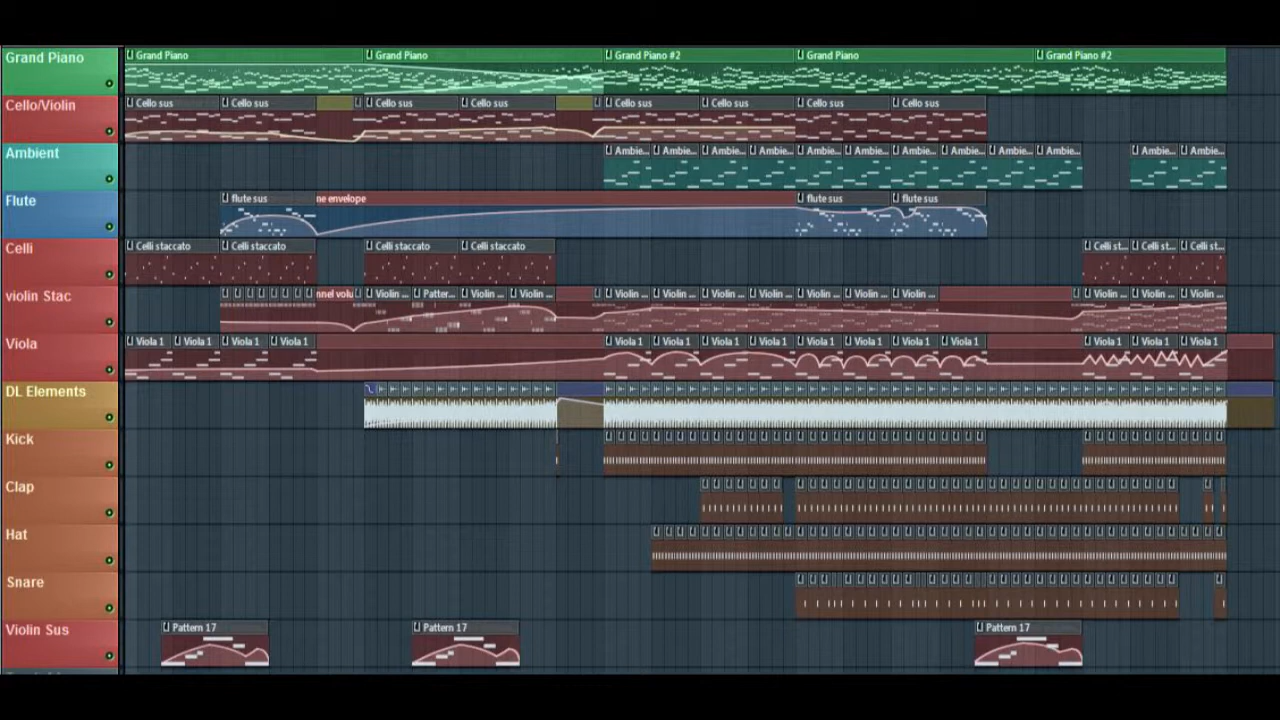 Grand Piano Grand Piano Grand Piano Grand Piano #2 Grand Piano Grand Piano #2
Cello/Violin Cello sus Cello sus Cello sus Cello sus Cello sus Cello sus Cello sus Cello sus
Ambient Ambie... Ambie... Ambie... Ambie... Ambie... Ambie... Ambie... Ambie... Ambie... Ambie... Ambie... Ambie...
Flute flute sus ne envelope flute sus flute sus
Celli Celli staccato Celli staccato Celli staccato Celli staccato Celli st... Celli st... Celli st...
violin Stac nnel volu Violin ... Patter... Violin ... Violin ... Violin ... Violin ... Violin ... Violin ... Violin ... Violin ... Violin ... Violin ... Violin ... Violin ...
Viola Viola 1 Viola 1 Viola 1 Viola 1 Viola 1 Viola 1 Viola 1 Viola 1 Viola 1 Viola 1 Viola 1 Viola 1 Viola 1 Viola 1 Viola 1
DL Elements
Kick
Clap
Hat
Snare
Violin Sus Pattern 17 Pattern 17 Pattern 17